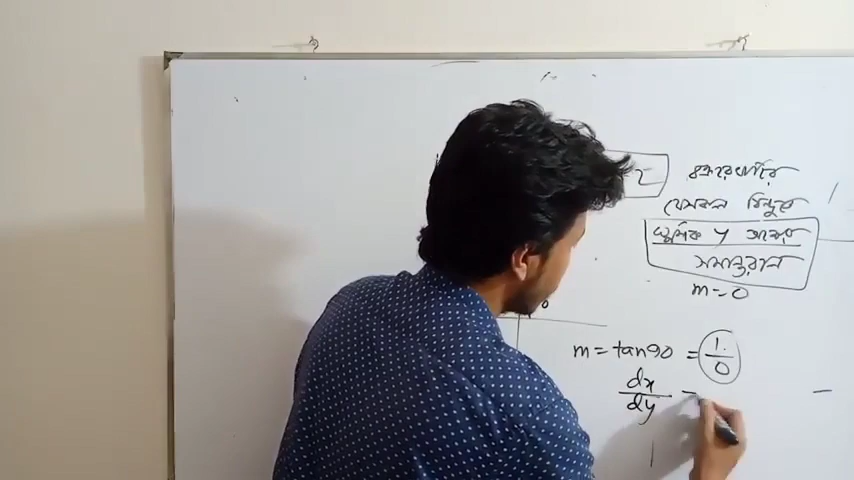 বক্ররেখাটির
যেসকল বিন্দুতে
স্পর্শক y অক্ষের
সমান্তরাল
m = 0
m = tan90 = 1/0
dx/dy =